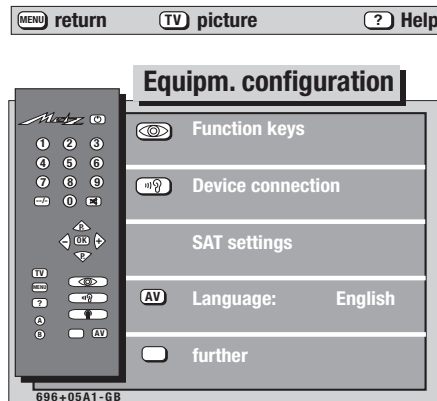 MENU return TV picture ? Help
Equipm. configuration
Metz
1 2 3
4 5 6
7 8 9
--/- 0
P+
- OK +
P-
TV
MENU
?
A
B AV
Function keys
Device connection
SAT settings
AV Language: English
further
696+05A1-GB